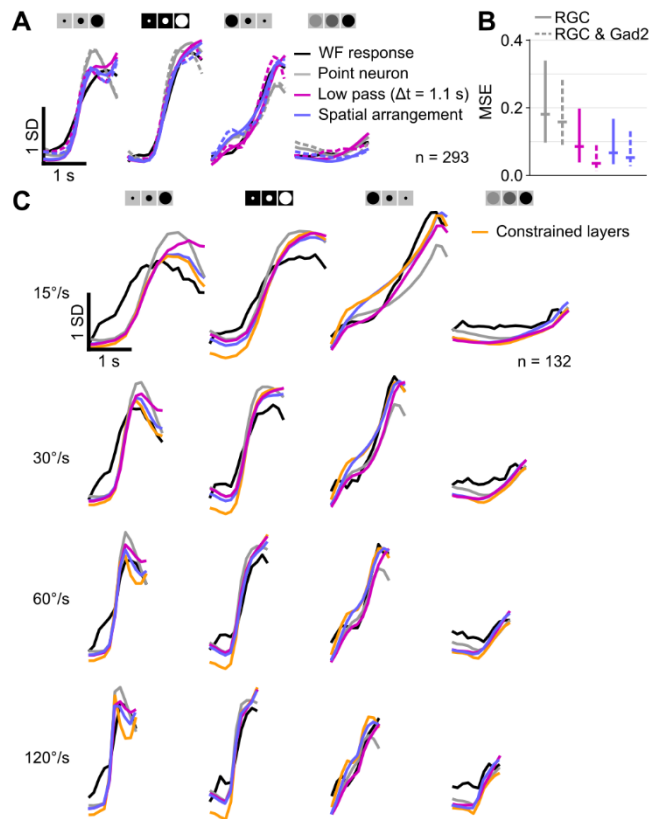 A
WF response
Point neuron
Low pass (Δt = 1.1 s)
Spatial arrangement
1 SD
1 s
n = 293
B
RGC
RGC & Gad2
MSE
0.4
0.2
0.0
C
Constrained layers
15°/s
1 SD
1 s
n = 132
30°/s
60°/s
120°/s